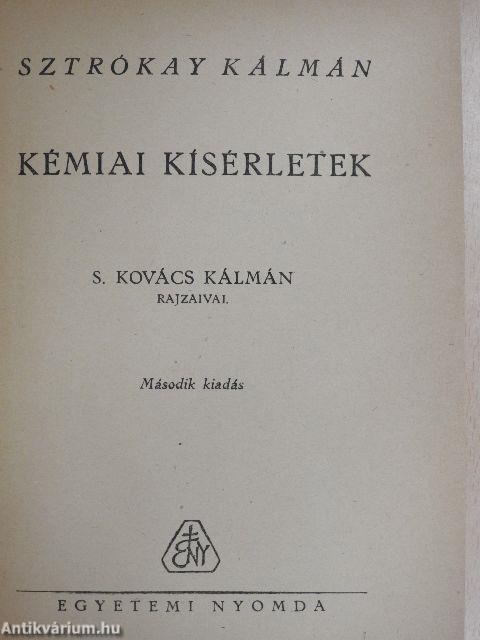 SZTRÓKAY KÁLMÁN
KÉMIAI KÍSÉRLETEK
S. KOVÁCS KÁLMÁN
RAJZAIVAL
Második kiadás
ENY
EGYETEMI NYOMDA
Antikvárium.hu